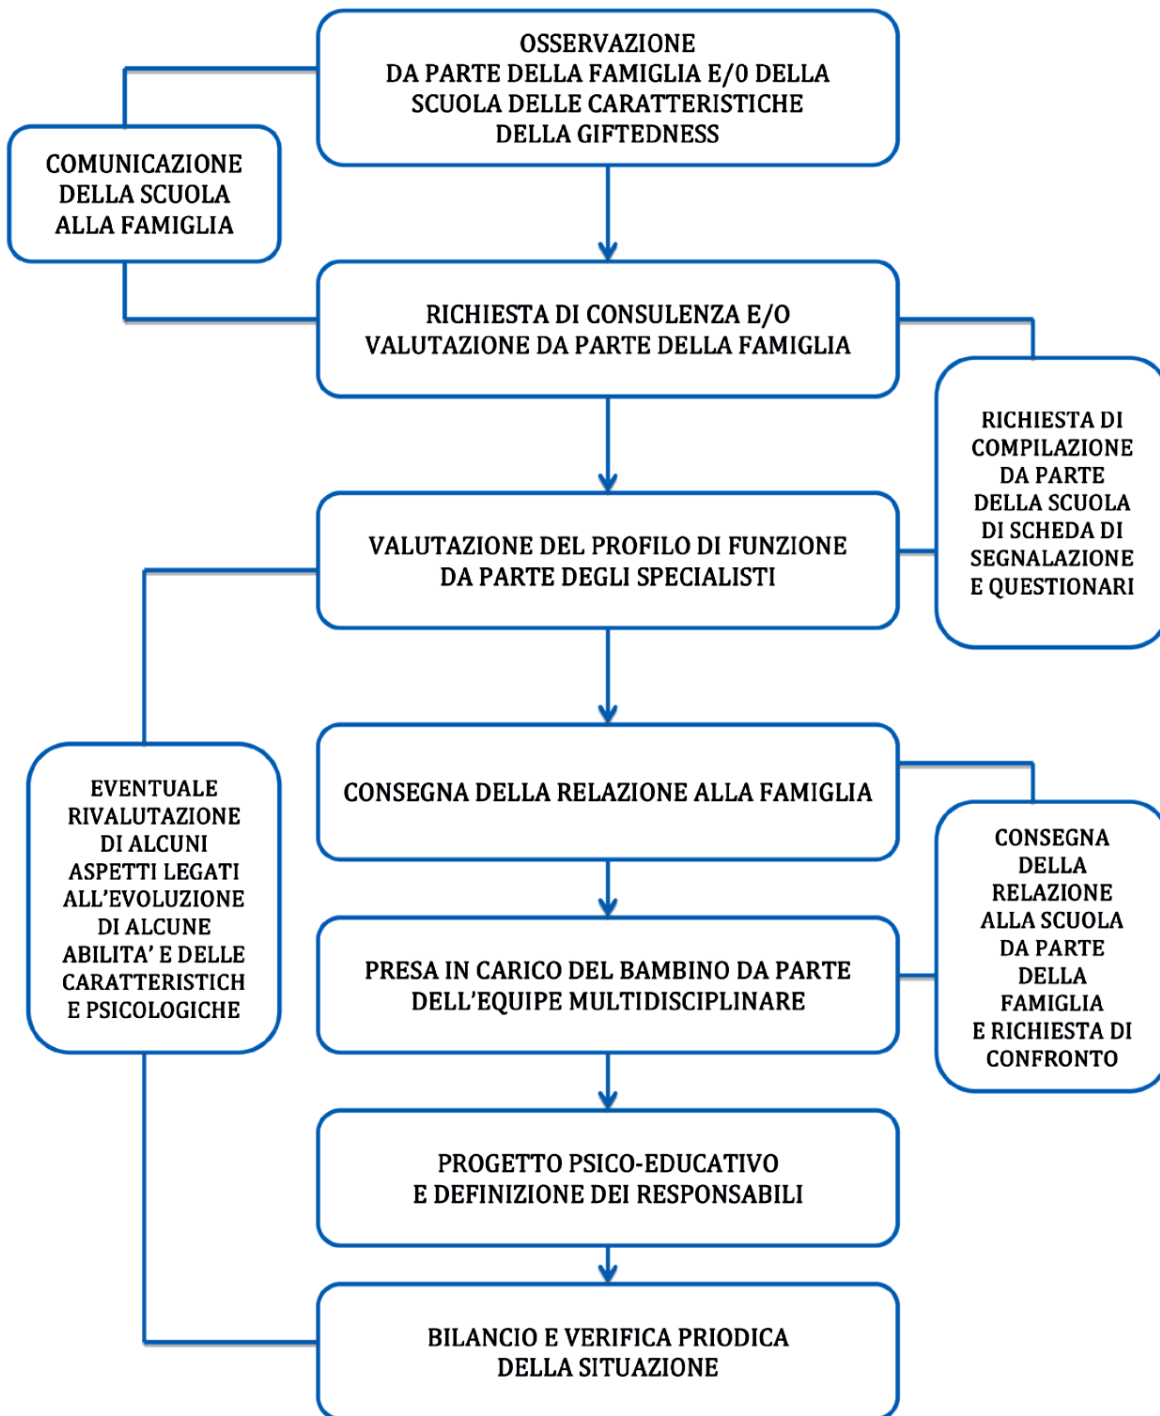 OSSERVAZIONE
DA PARTE DELLA FAMIGLIA E/0 DELLA
SCUOLA DELLE CARATTERISTICHE
DELLA GIFTEDNESS
COMUNICAZIONE
DELLA SCUOLA
ALLA FAMIGLIA
RICHIESTA DI CONSULENZA E/O
VALUTAZIONE DA PARTE DELLA FAMIGLIA
RICHIESTA DI
COMPILAZIONE
DA PARTE
DELLA SCUOLA
DI SCHEDA DI
SEGNALAZIONE
E QUESTIONARI
VALUTAZIONE DEL PROFILO DI FUNZIONE
DA PARTE DEGLI SPECIALISTI
CONSEGNA DELLA RELAZIONE ALLA FAMIGLIA
EVENTUALE
RIVALUTAZIONE
DI ALCUNI
ASPETTI LEGATI
ALL'EVOLUZIONE
DI ALCUNE
ABILITA' E DELLE
CARATTERISTICH
E PSICOLOGICHE
CONSEGNA
DELLA
RELAZIONE
ALLA SCUOLA
DA PARTE
DELLA
FAMIGLIA
E RICHIESTA DI
CONFRONTO
PRESA IN CARICO DEL BAMBINO DA PARTE
DELL'EQUIPE MULTIDISCIPLINARE
PROGETTO PSICO-EDUCATIVO
E DEFINIZIONE DEI RESPONSABILI
BILANCIO E VERIFICA PRIODICA
DELLA SITUAZIONE